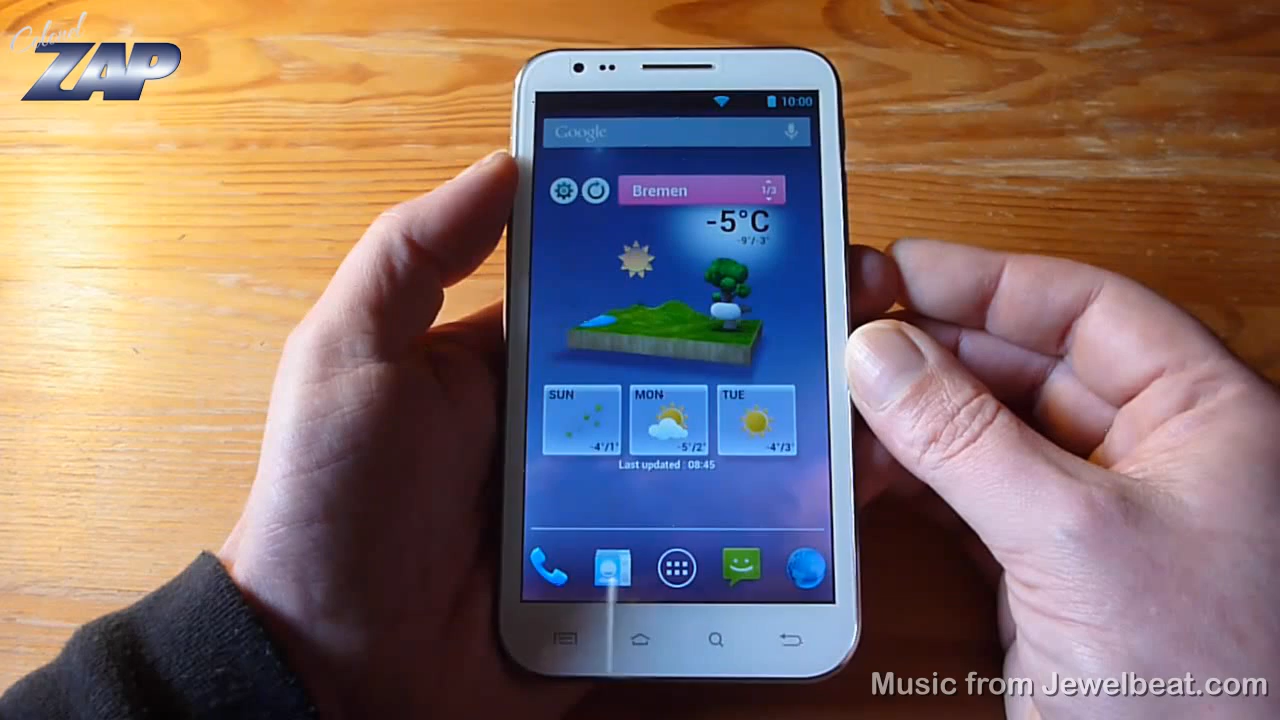 Colonel
ZAP
10:00
Google
Bremen
1/3
-5°C
-9°/-3°
SUN
MON
TUE
-4°/1°
-5°/2°
-4°/3°
Last updated : 08:45
Music from Jewelbeat.com